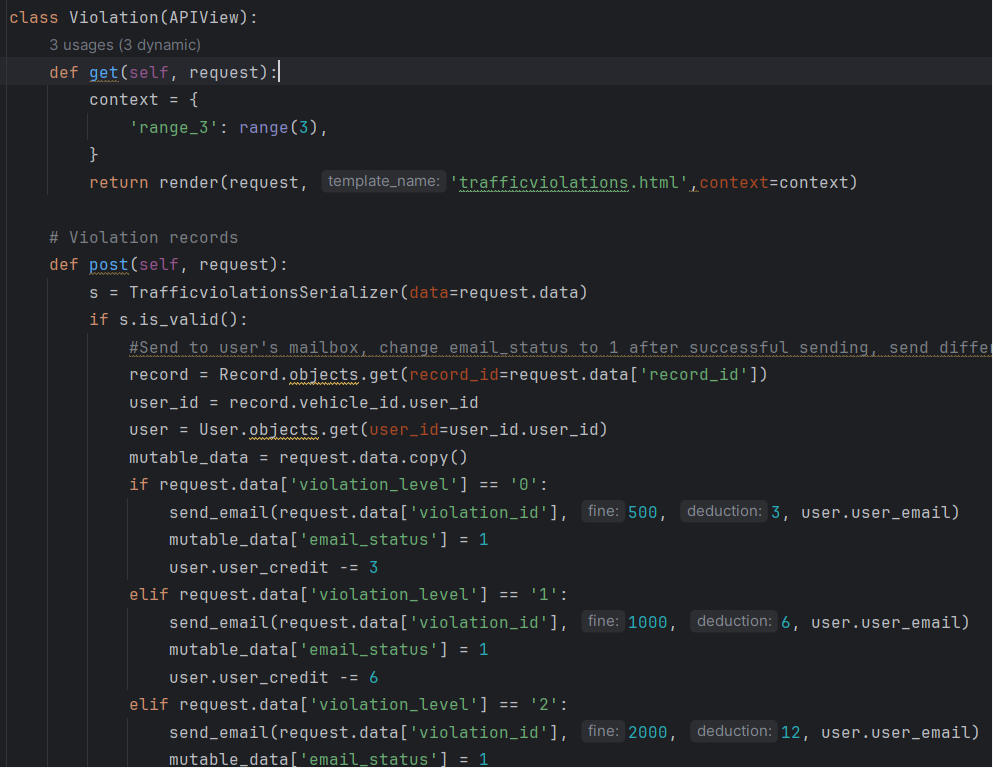 class Violation(APIView):
3 usages (3 dynamic)
def get(self, request):
context = {
'range_3': range(3),
}
return render(request, template_name: 'trafficviolations.html',context=context)
# Violation records
def post(self, request):
s = TrafficviolationsSerializer(data=request.data)
if s.is_valid():
#Send to user's mailbox, change email_status to 1 after successful sending, send differ
record = Record.objects.get(record_id=request.data['record_id'])
user_id = record.vehicle_id.user_id
user = User.objects.get(user_id=user_id.user_id)
mutable_data = request.data.copy()
if request.data['violation_level'] == '0':
send_email(request.data['violation_id'], fine: 500, deduction: 3, user.user_email)
mutable_data['email_status'] = 1
user.user_credit -= 3
elif request.data['violation_level'] == '1':
send_email(request.data['violation_id'], fine: 1000, deduction: 6, user.user_email)
mutable_data['email_status'] = 1
user.user_credit -= 6
elif request.data['violation_level'] == '2':
send_email(request.data['violation_id'], fine: 2000, deduction: 12, user.user_email)
mutable_data['email_status'] = 1